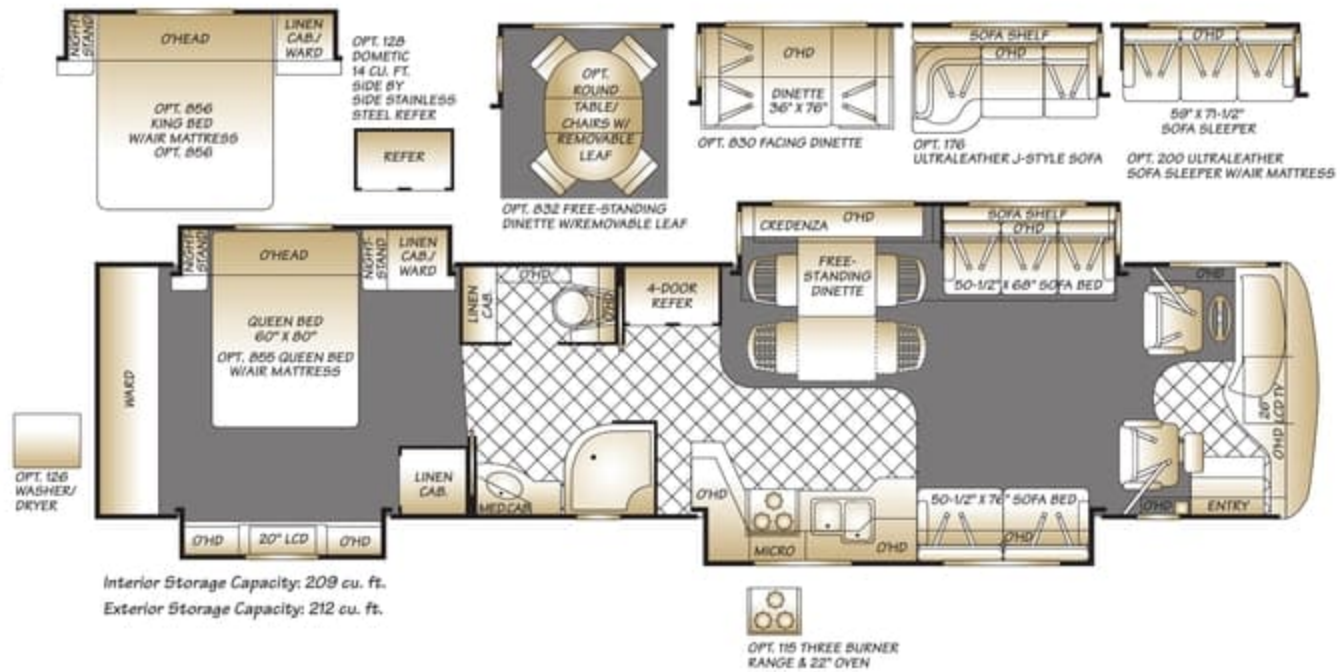 NIGHT-
STAND
O'HEAD
LINEN
CAB./
WARD
OPT. 856
KING BED
W/AIR MATTRESS
OPT. 856
OPT. 128
DOMETIC
14 CU. FT.
SIDE BY
SIDE STAINLESS
STEEL REFER
REFER
OPT.
ROUND
TABLE/
CHAIRS W/
REMOVABLE
LEAF
OPT. 832 FREE-STANDING
DINETTE W/REMOVABLE LEAF
O'HD
DINETTE
36" X 76"
OPT. 830 FACING DINETTE
SOFA SHELF
O'HD
OPT. 176
ULTRALEATHER J-STYLE SOFA
O'HD
59" X 71-1/2"
SOFA SLEEPER
OPT. 200 ULTRALEATHER
SOFA SLEEPER W/AIR MATTRESS
WARD
NIGHT-
STAND
O'HEAD
NIGHT-
STAND
LINEN
CAB./
WARD
QUEEN BED
60" X 80"
OPT. 855 QUEEN BED
W/AIR MATTRESS
LINEN
CAB.
O'HD
20" LCD
O'HD
LINEN
CAB.
O'HD
O'HD
MED.CAB.
4-DOOR
REFER
CREDENZA
O'HD
FREE-
STANDING
DINETTE
SOFA SHELF
O'HD
50-1/2" X 68" SOFA BED
O'HD
26"
O'HD LCD TV
O'HD
MICRO
O'HD
50-1/2" X 76" SOFA BED
O'HD
O'HD
ENTRY
OPT. 126
WASHER/
DRYER
Interior Storage Capacity: 209 cu. ft.
Exterior Storage Capacity: 212 cu. ft.
OPT. 115 THREE BURNER
RANGE & 22" OVEN